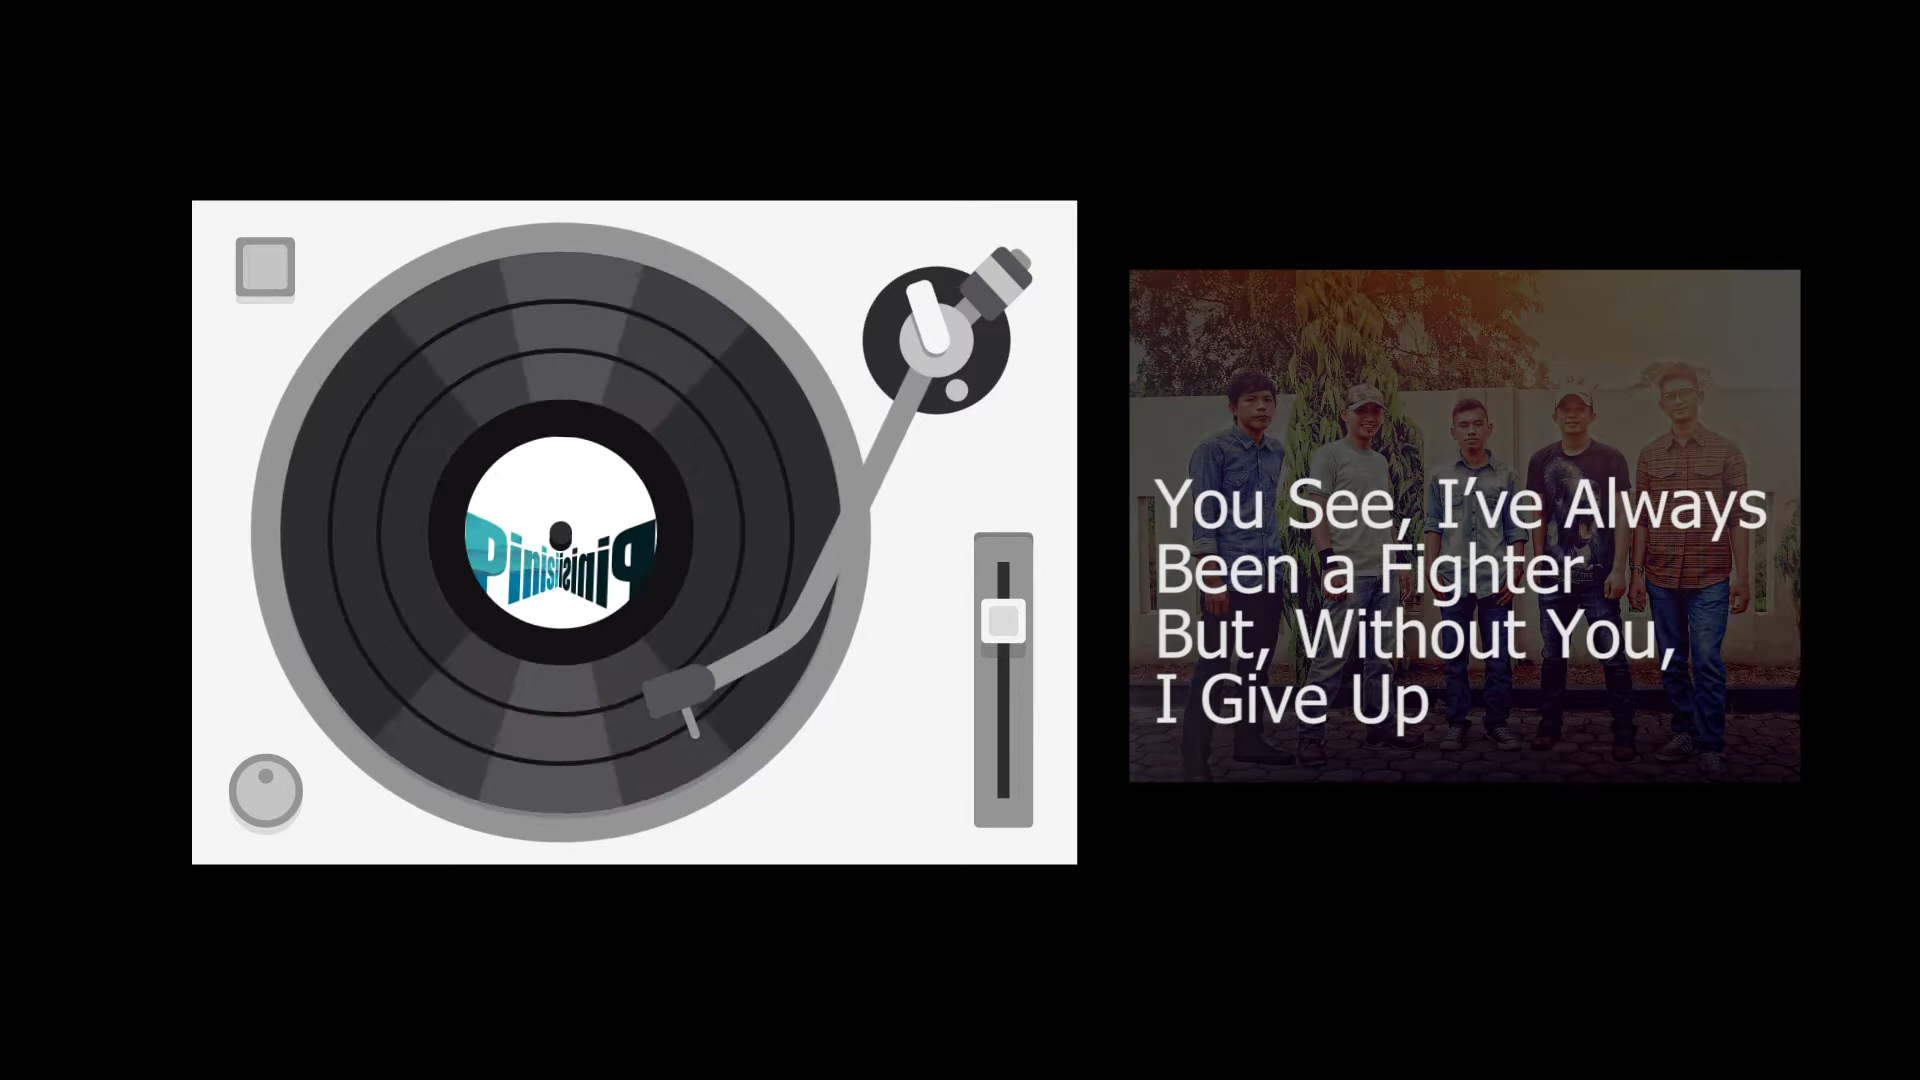 Pinisi
You See, I've Always
Been a Fighter
But, Without You,
I Give Up